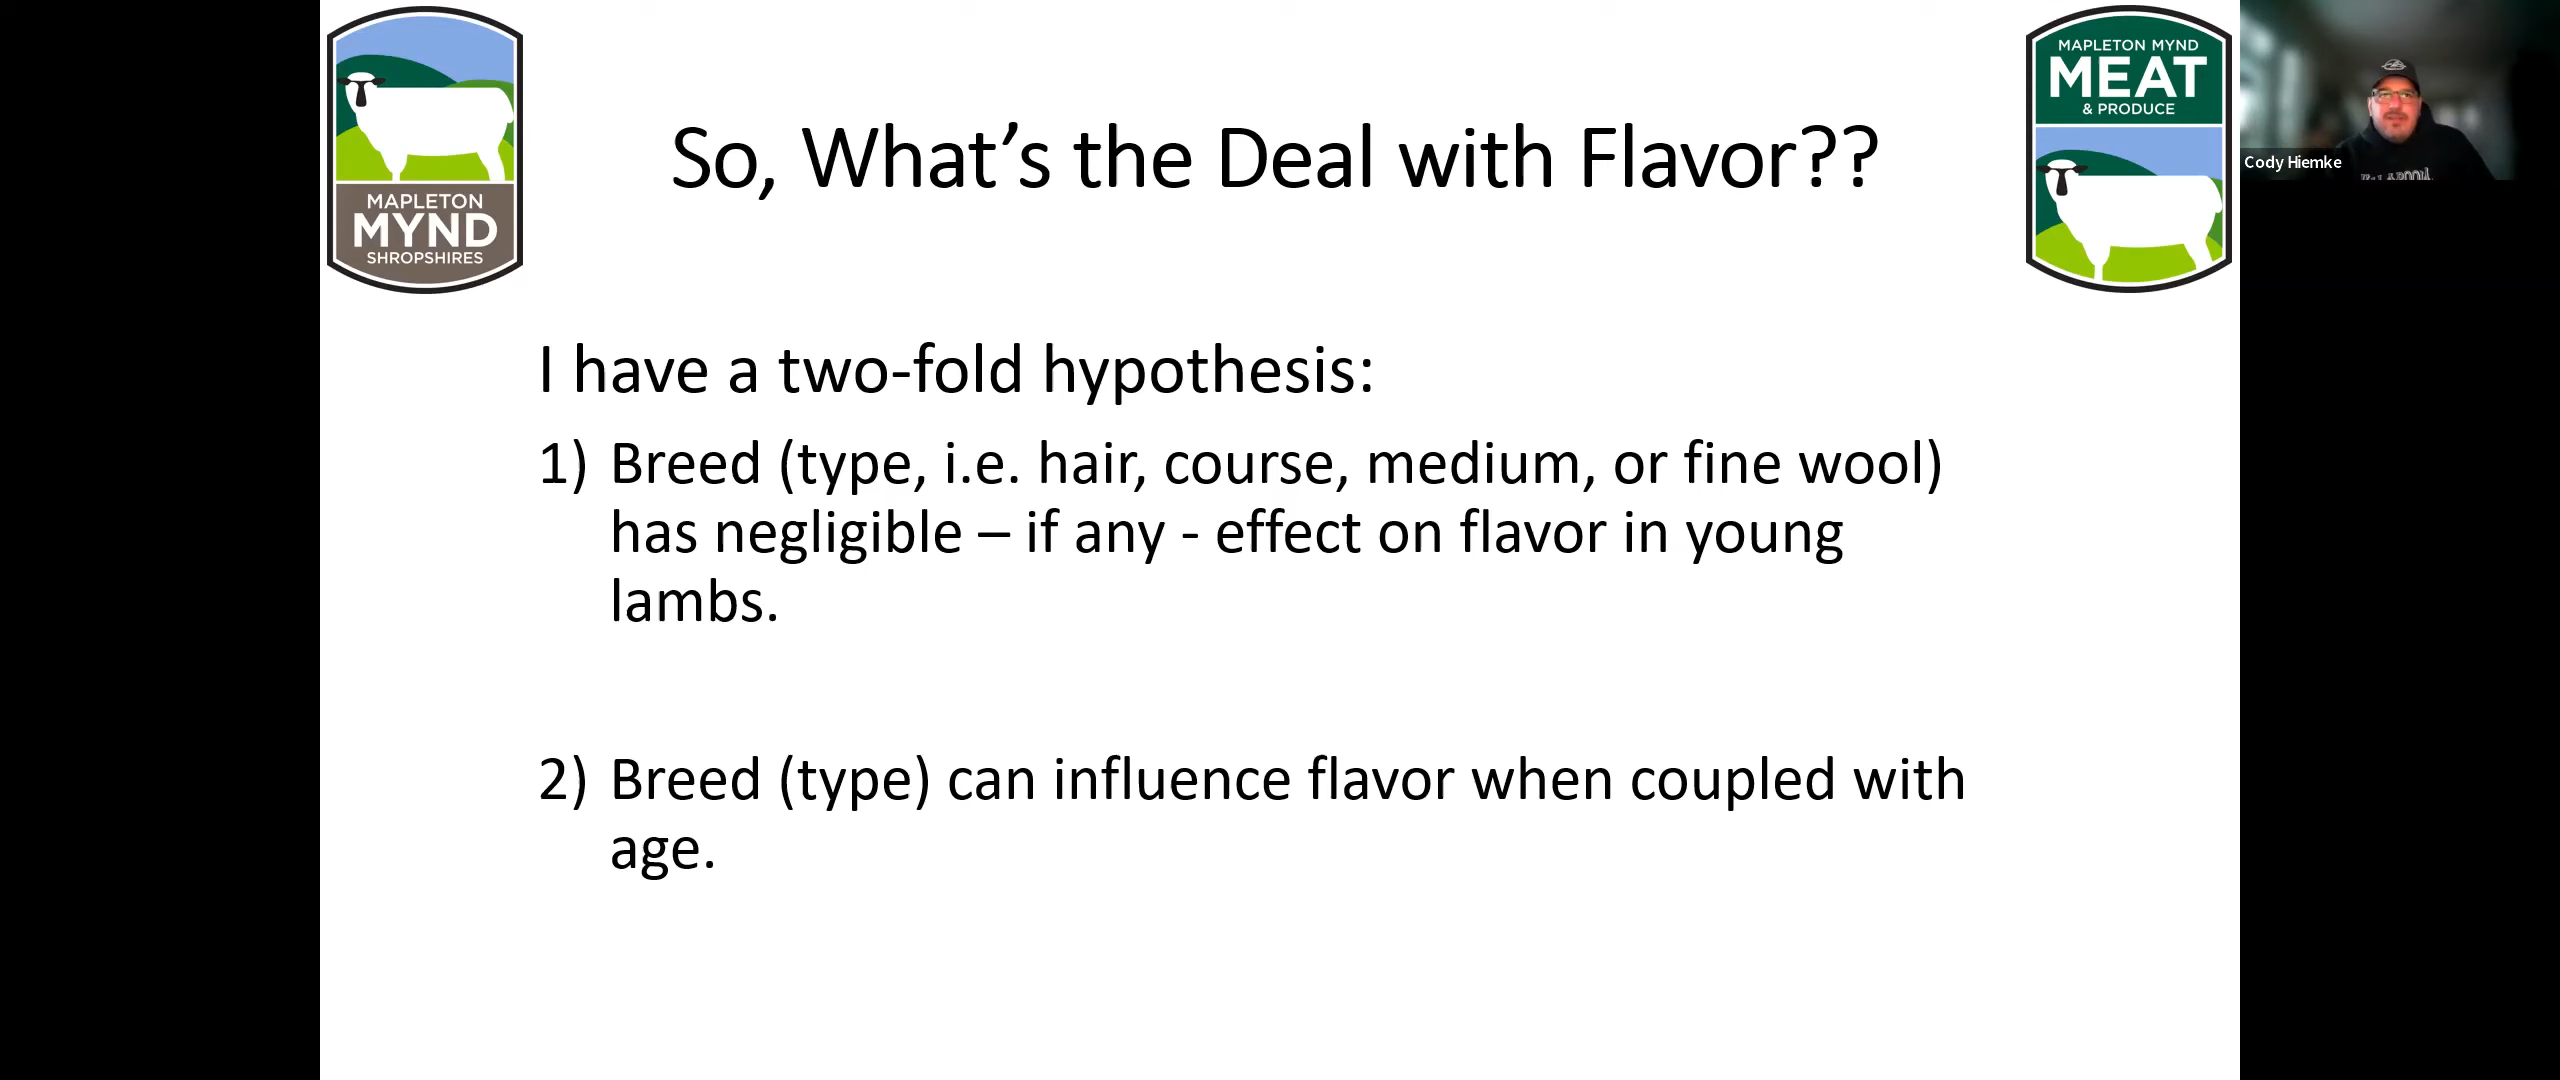 MAPLETON
MYND
SHROPSHIRES
So, What’s the Deal with Flavor??
MAPLETON MYND
MEAT
& PRODUCE
Cody Hiemke
I have a two-fold hypothesis:
1) Breed (type, i.e. hair, course, medium, or fine wool)
has negligible – if any - effect on flavor in young
lambs.
2) Breed (type) can influence flavor when coupled with
age.